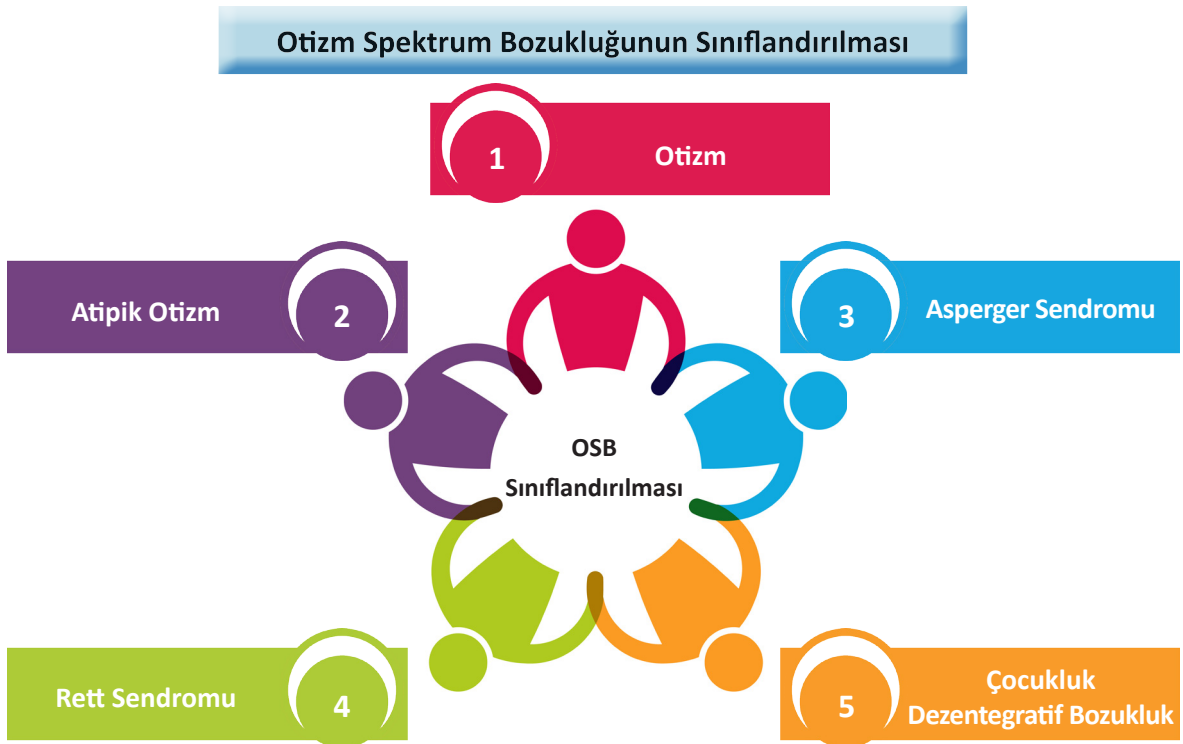 Otizm Spektrum Bozukluğunun Sınıflandırılması
1
Otizm
Atipik Otizm
2
3
Asperger Sendromu
OSB
Sınıflandırılması
Rett Sendromu
4
5
Çocukluk
Dezentegratif Bozukluk